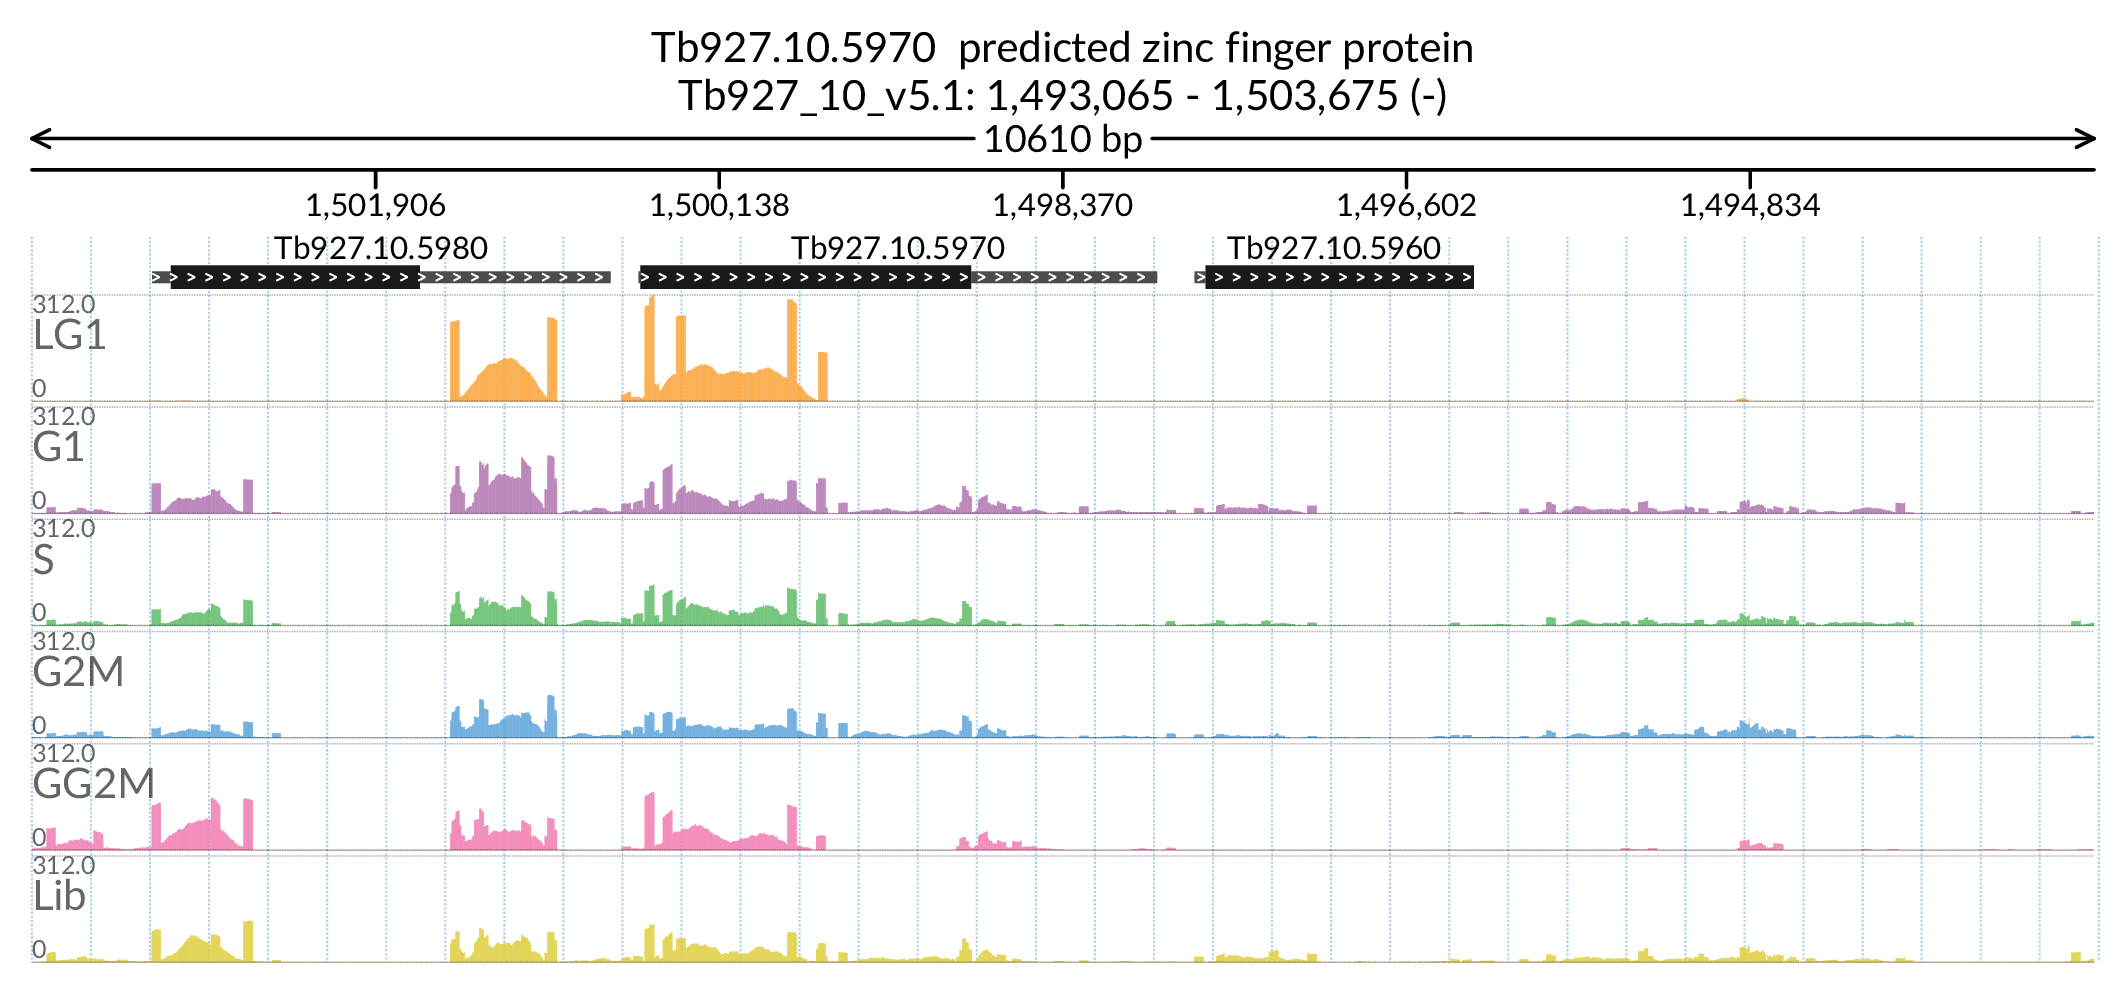 Tb927.10.5970 predicted zinc finger protein
Tb927_10_v5.1: 1,493,065 - 1,503,675 (-)
10610 bp
1,501,906 1,500,138 1,498,370 1,496,602 1,494,834
Tb927.10.5980 Tb927.10.5970 Tb927.10.5960
312.0
LG1
0
312.0
G1
0
312.0
S
0
312.0
G2M
0
312.0
GG2M
0
312.0
Lib
0